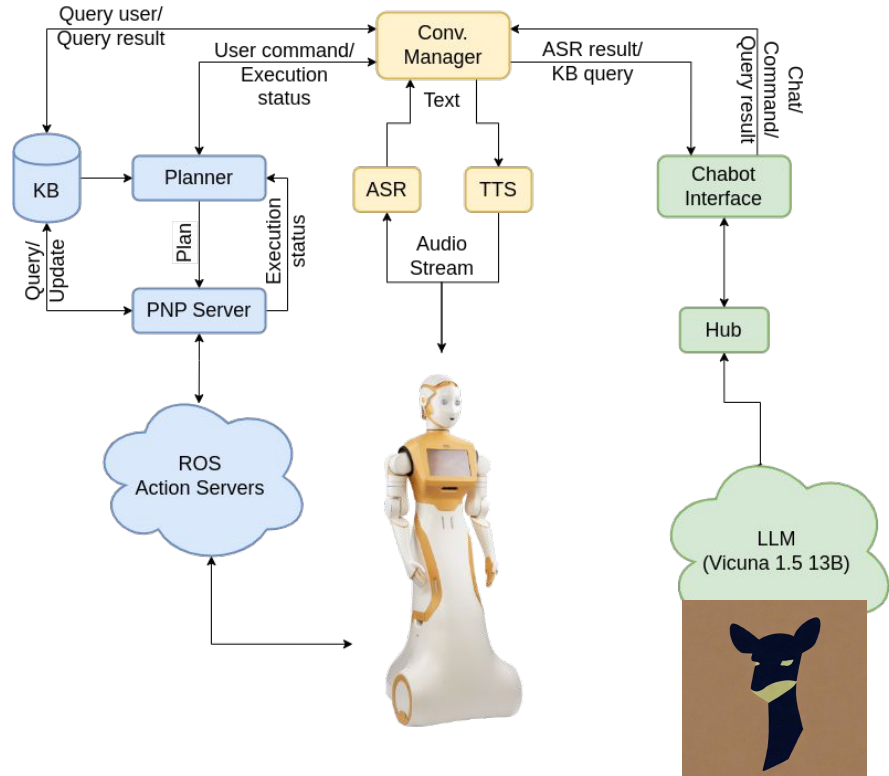 Query user/
Query result
User command/
Execution
status
Conv.
Manager
ASR result/
KB query
Chat/
Command/
Query result
Text
KB
Planner
ASR
TTS
Chabot
Interface
Plan
Execution
status
Query/
Update
Audio
Stream
PNP Server
Hub
ROS
Action Servers
LLM
(Vicuna 1.5 13B)